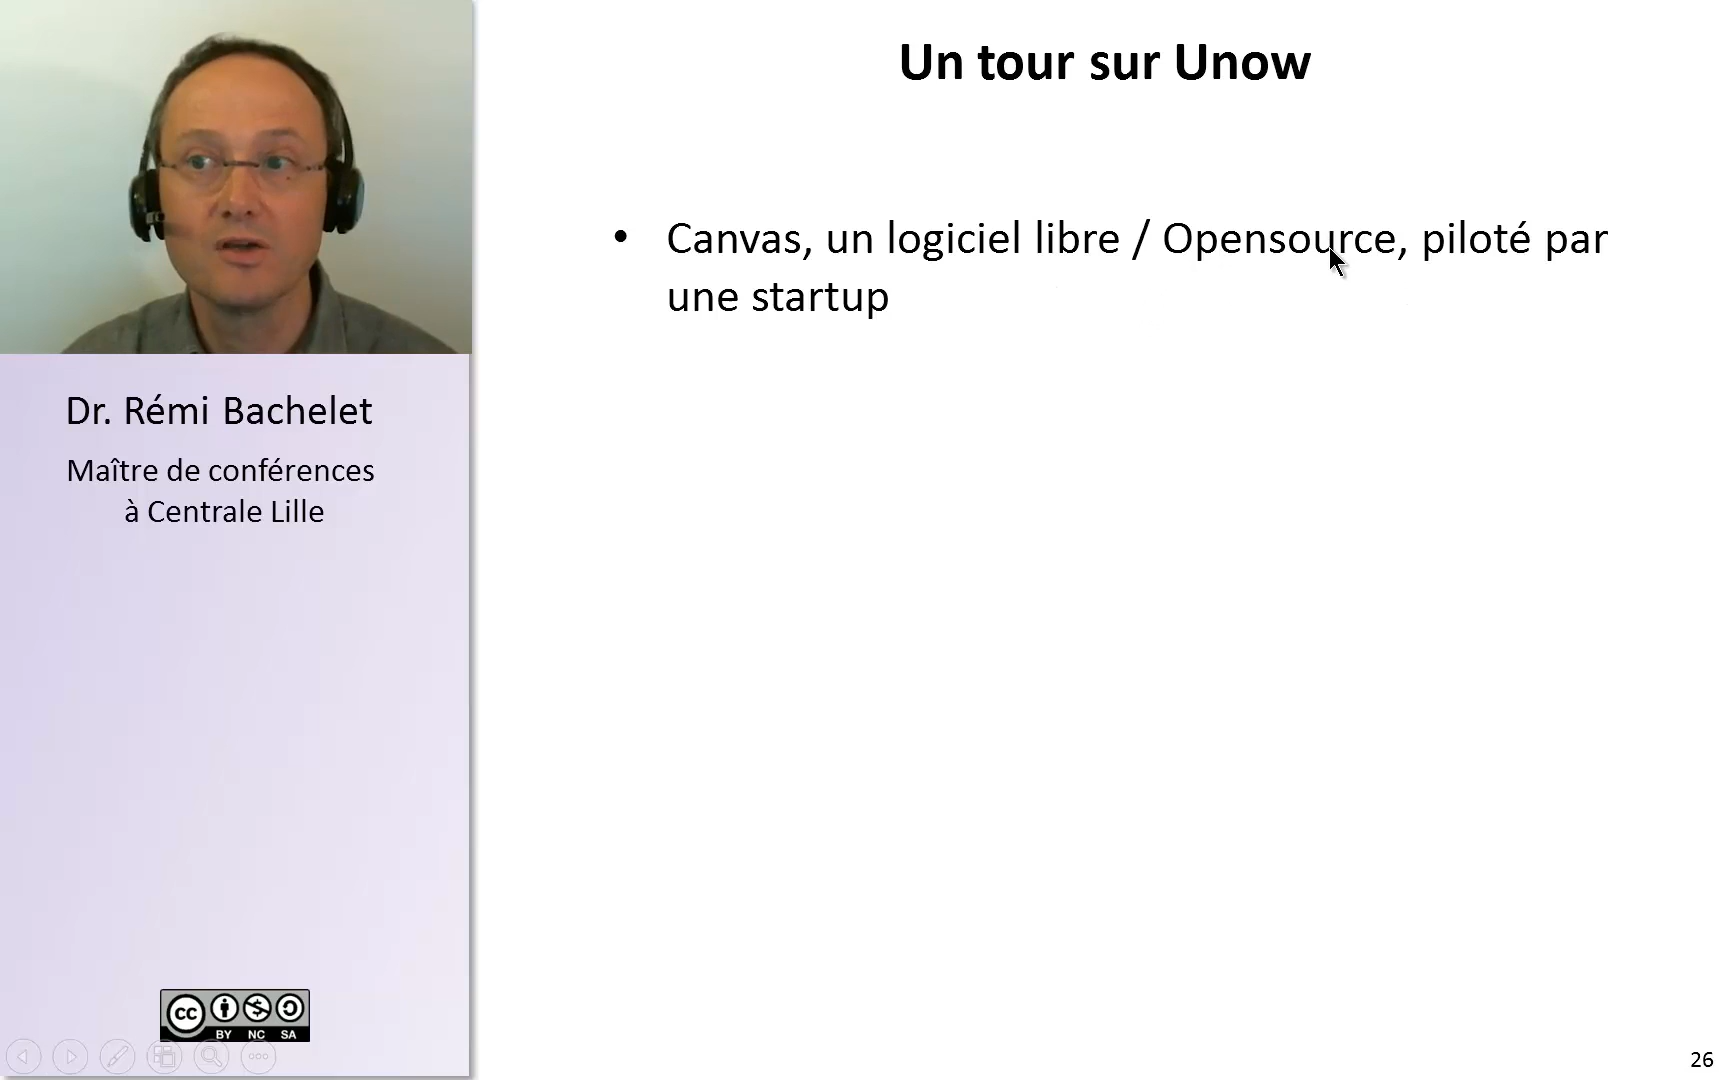 Un tour sur Unow
• Canvas, un logiciel libre / Opensource, piloté par
une startup
Dr. Rémi Bachelet
Maître de conférences
à Centrale Lille
cc
BY NC SA
26